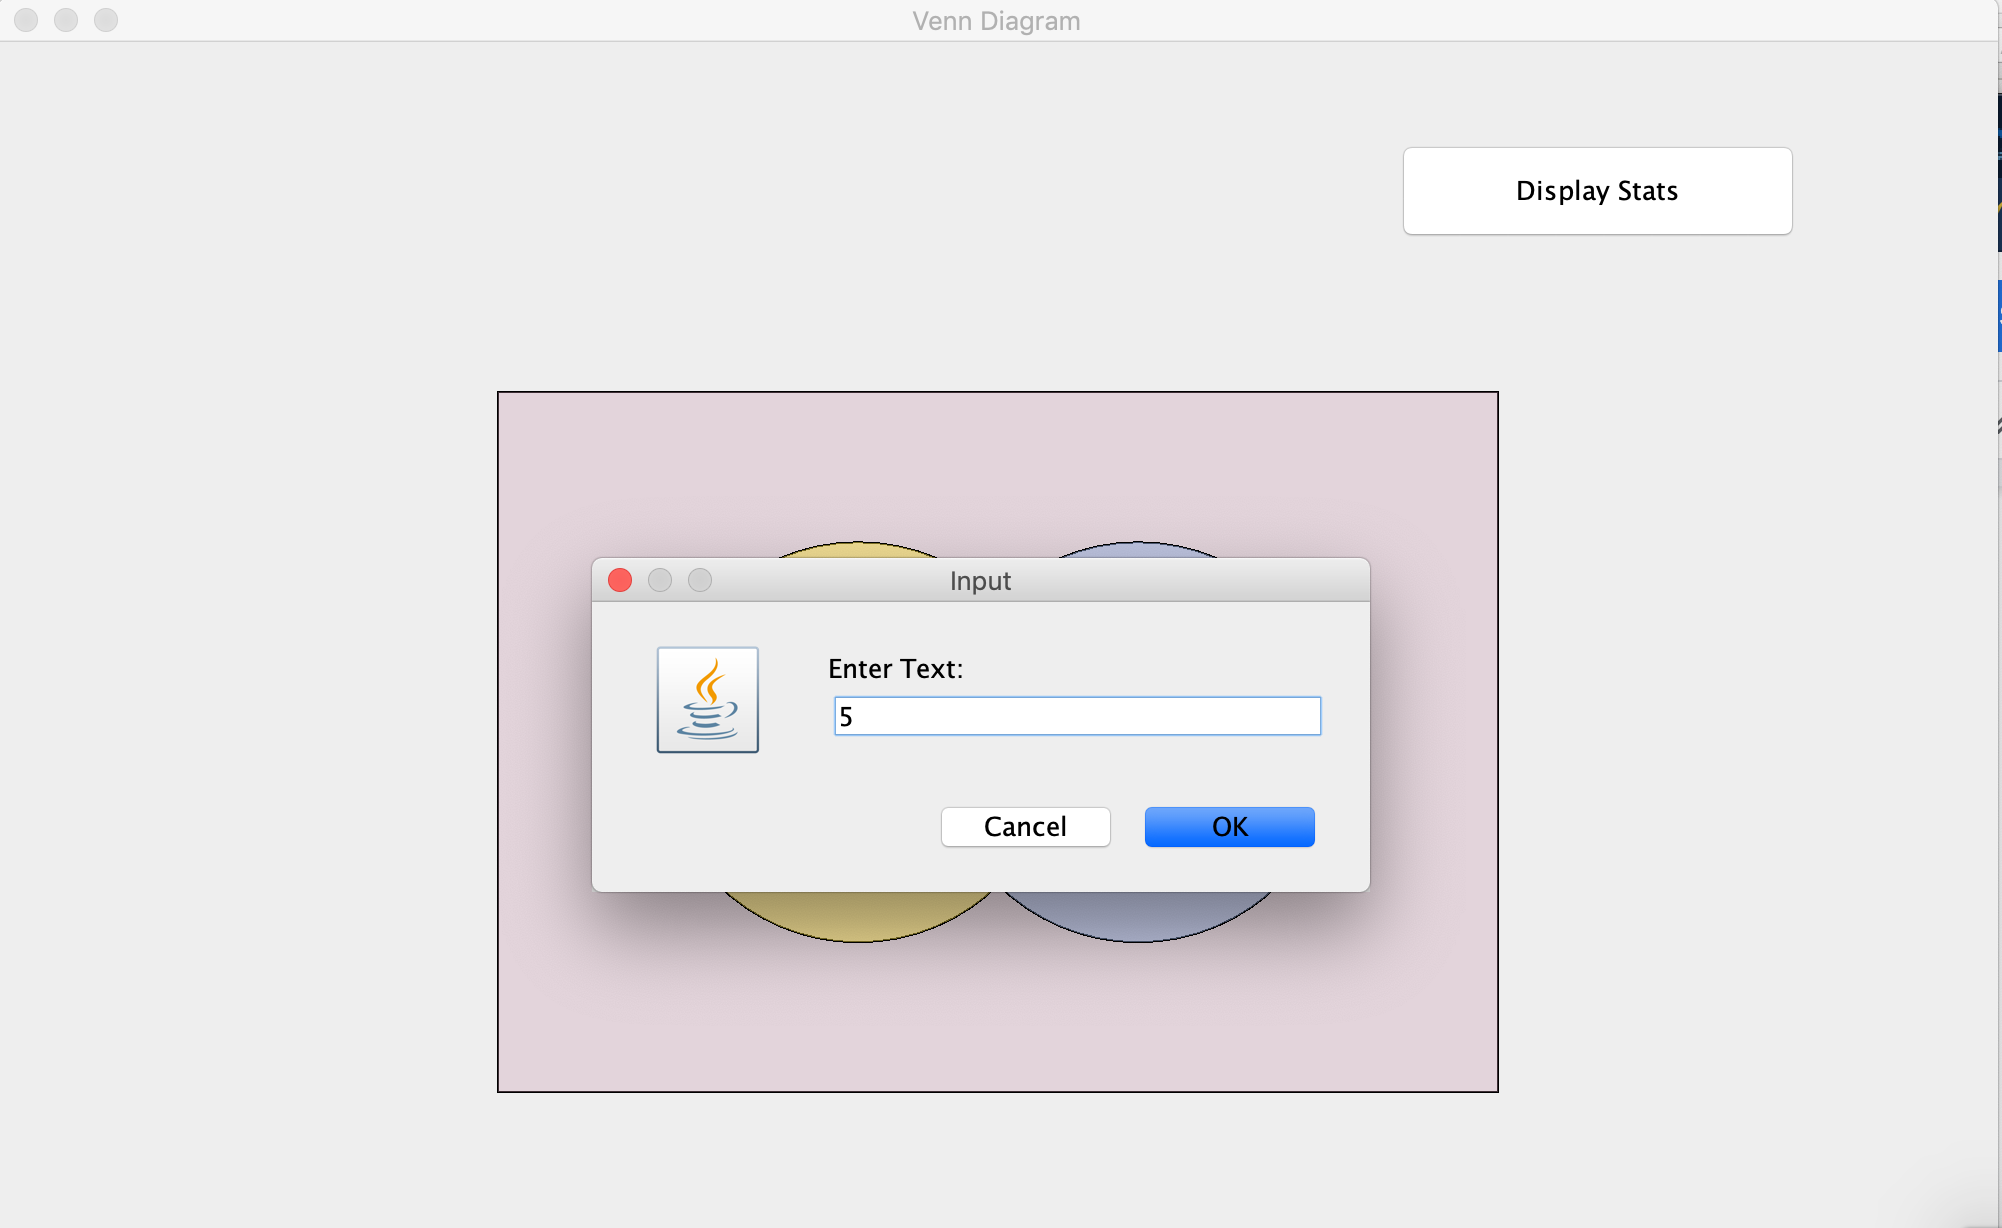 Venn Diagram
Display Stats
Input
Enter Text:
5
Cancel
OK